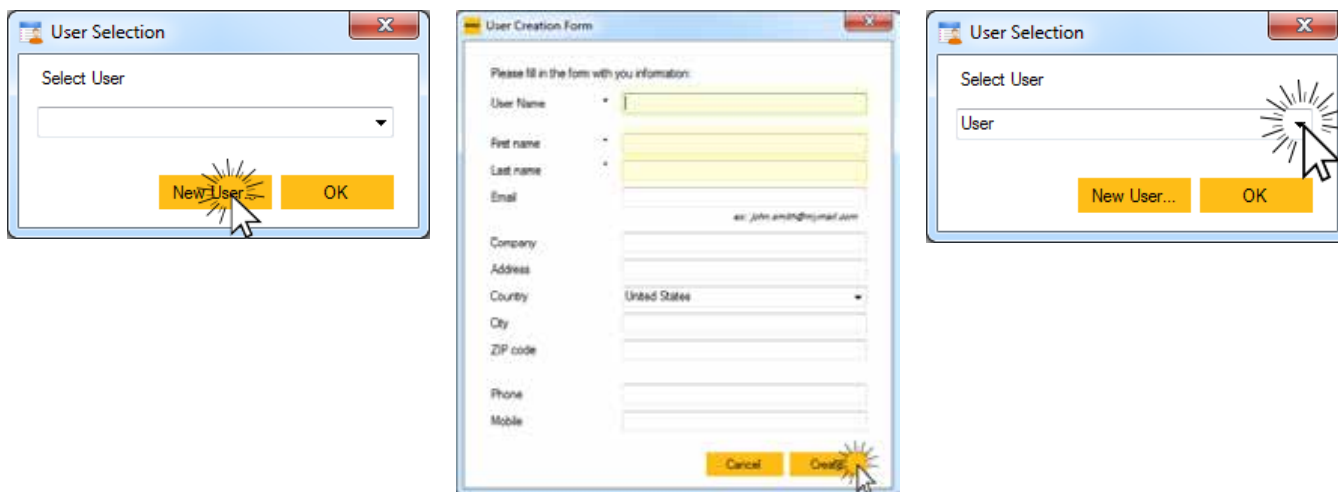 User Selection
Select User
New User...
OK
User Creation Form
Please fill in the form with you information:
User Name *
First name *
Last name *
Email
ex: john.smith@mymail.com
Company
Address
Country United States
City
ZIP code
Phone
Mobile
Cancel Create
User Selection
Select User
User
New User... OK